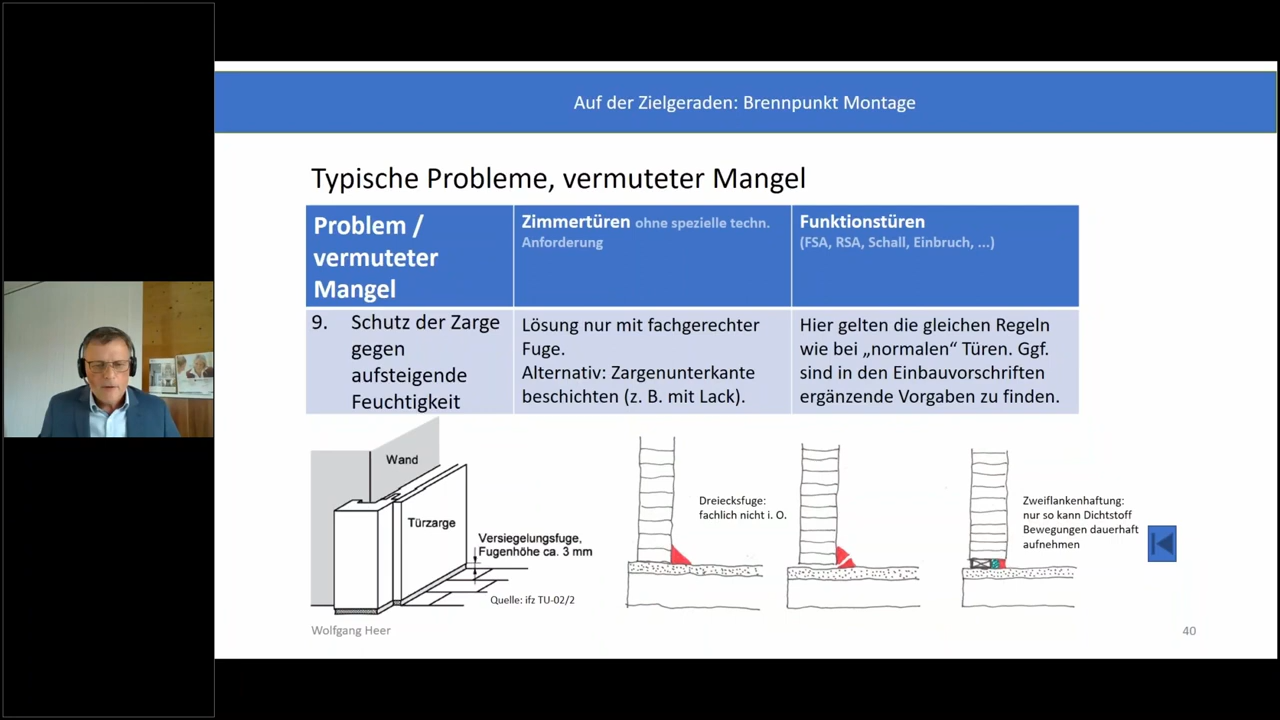 Auf der Zielgeraden: Brennpunkt Montage
Typische Probleme, vermuteter Mangel
Problem /
vermuteter
Mangel
Zimmertüren ohne spezielle techn.
Anforderung
Funktionstüren
(FSA, RSA, Schall, Einbruch, ...)
9. Schutz der Zarge
gegen
aufsteigende
Feuchtigkeit
Lösung nur mit fachgerechter
Fuge.
Alternativ: Zargenunterkante
beschichten (z. B. mit Lack).
Hier gelten die gleichen Regeln
wie bei „normalen“ Türen. Ggf.
sind in den Einbauvorschriften
ergänzende Vorgaben zu finden.
Wand
Türzarge
Versiegelungsfuge,
Fugenhöhe ca. 3 mm
Quelle: ifz TU-02/2
Dreiecksfuge:
fachlich nicht i. O.
Zweiflankenhaftung:
nur so kann Dichtstoff
Bewegungen dauerhaft
aufnehmen
Wolfgang Heer
40